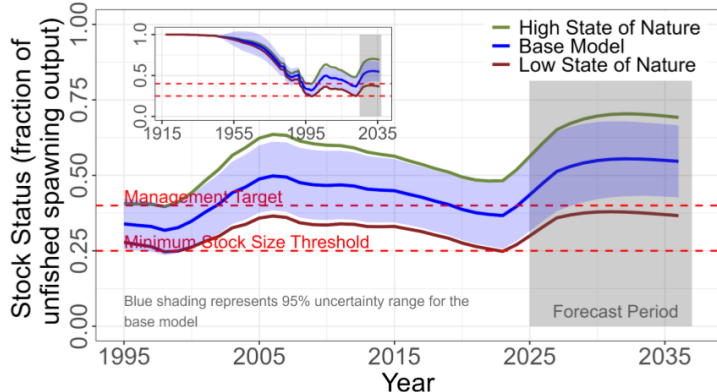 1.00
0.75
0.50
0.25
0.00
Stock Status (fraction of
unfished spawning output)
1.0
0.5
0.0
1915
1955
1995
2035
High State of Nature
Base Model
Low State of Nature
Management Target
Minimum Stock Size Threshold
Blue shading represents 95% uncertainty range for the
base model
Forecast Period
1995
2005
2015
2025
2035
Year